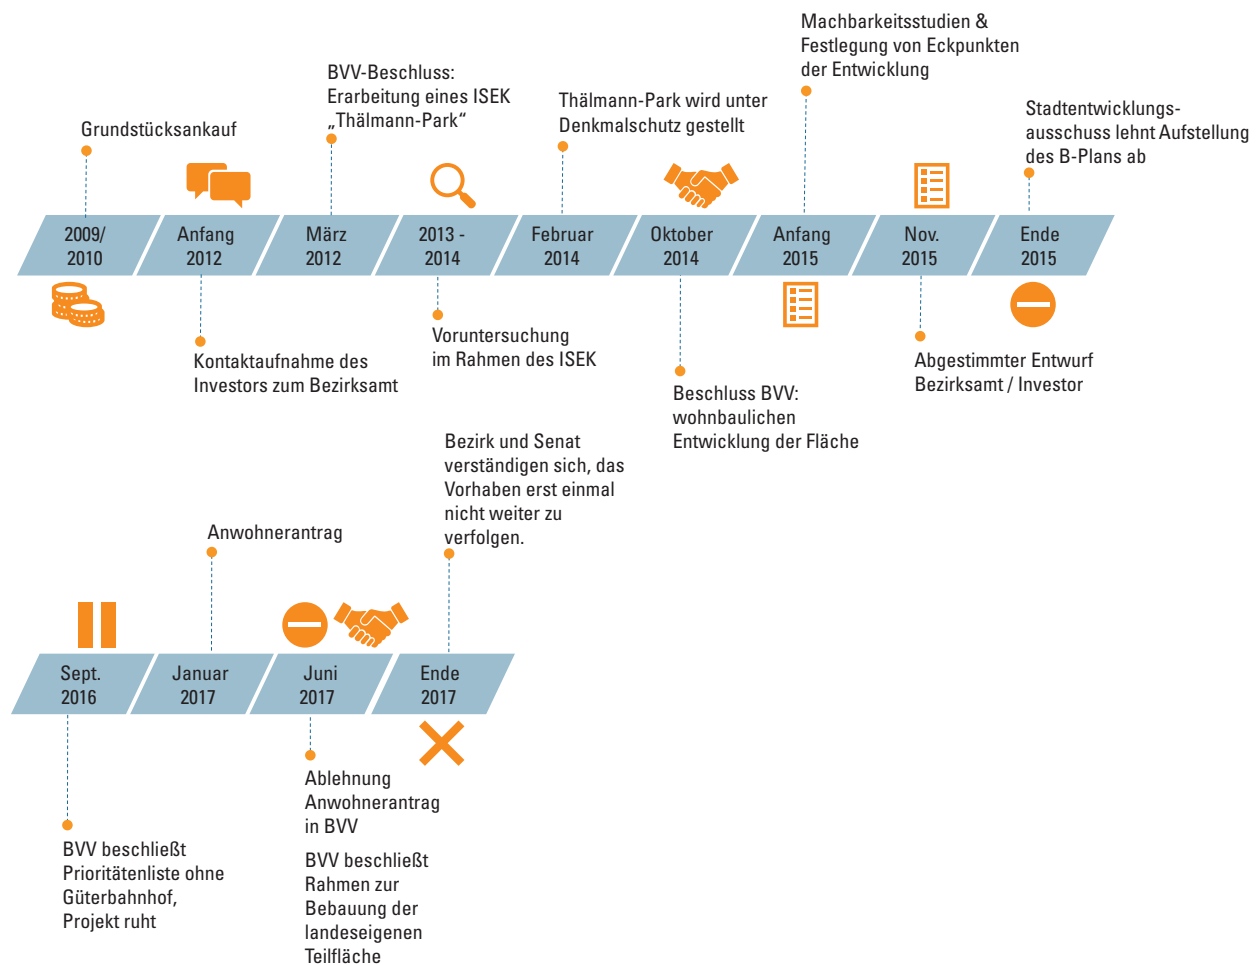 Grundstücksankauf
2009/
2010
Anfang
2012
Kontaktaufnahme des
Investors zum Bezirksamt
BVV-Beschluss:
Erarbeitung eines ISEK
„Thälmann-Park“
März
2012
2013 -
2014
Voruntersuchung
im Rahmen des ISEK
Thälmann-Park wird unter
Denkmalschutz gestellt
Februar
2014
Oktober
2014
Beschluss BVV:
wohnbaulichen
Entwicklung der Fläche
Machbarkeitsstudien &
Festlegung von Eckpunkten
der Entwicklung
Anfang
2015
Nov.
2015
Abgestimmter Entwurf
Bezirksamt / Investor
Stadtentwicklungs-
ausschuss lehnt Aufstellung
des B-Plans ab
Ende
2015
Sept.
2016
BVV beschließt
Prioritätenliste ohne
Güterbahnhof,
Projekt ruht
Anwohnerantrag
Januar
2017
Juni
2017
Ablehnung
Anwohnerantrag
in BVV
BVV beschließt
Rahmen zur
Bebauung der
landeseigenen
Teilfläche
Bezirk und Senat
verständigen sich, das
Vorhaben erst einmal
nicht weiter zu
verfolgen.
Ende
2017